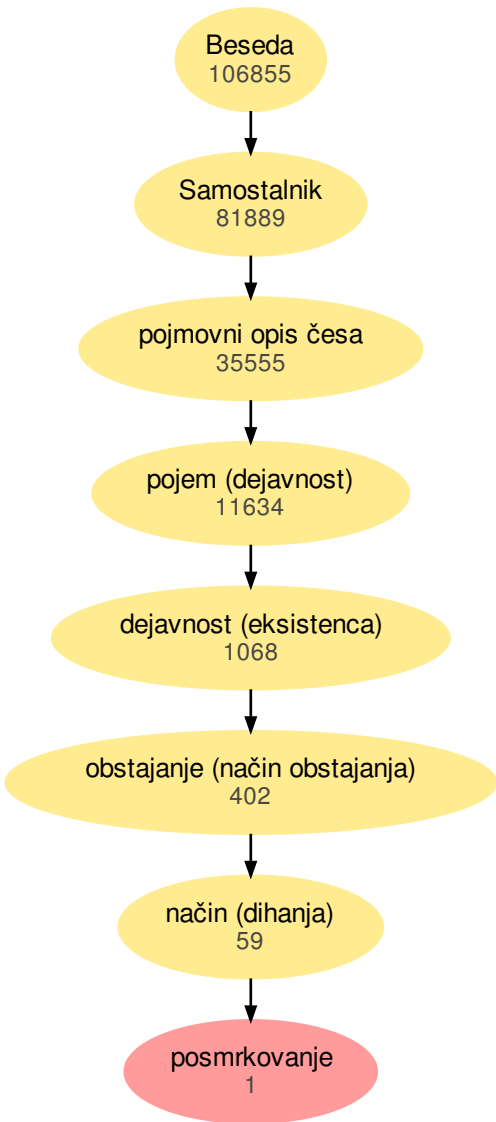 Beseda
106855
Samostalnik
81889
pojmovni opis česa
35555
pojem (dejavnost)
11634
dejavnost (eksistenca)
1068
obstajanje (način obstajanja)
402
način (dihanja)
59
posmrkovanje
1